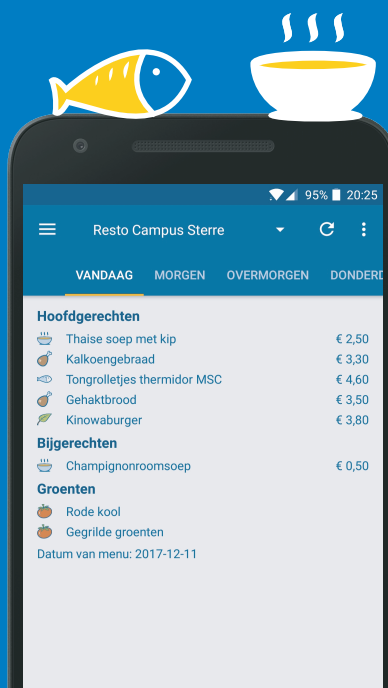 95% 20:25
Resto Campus Sterre
VANDAAG MORGEN OVERMORGEN DONDERD
Hoofdgerechten
Thaise soep met kip € 2,50
Kalkoengebraad € 3,30
Tongrolletjes thermidor MSC € 4,60
Gehaktbrood € 3,50
Kinowaburger € 3,80
Bijgerechten
Champignonroomsoep € 0,50
Groenten
Rode kool
Gegrilde groenten
Datum van menu: 2017-12-11